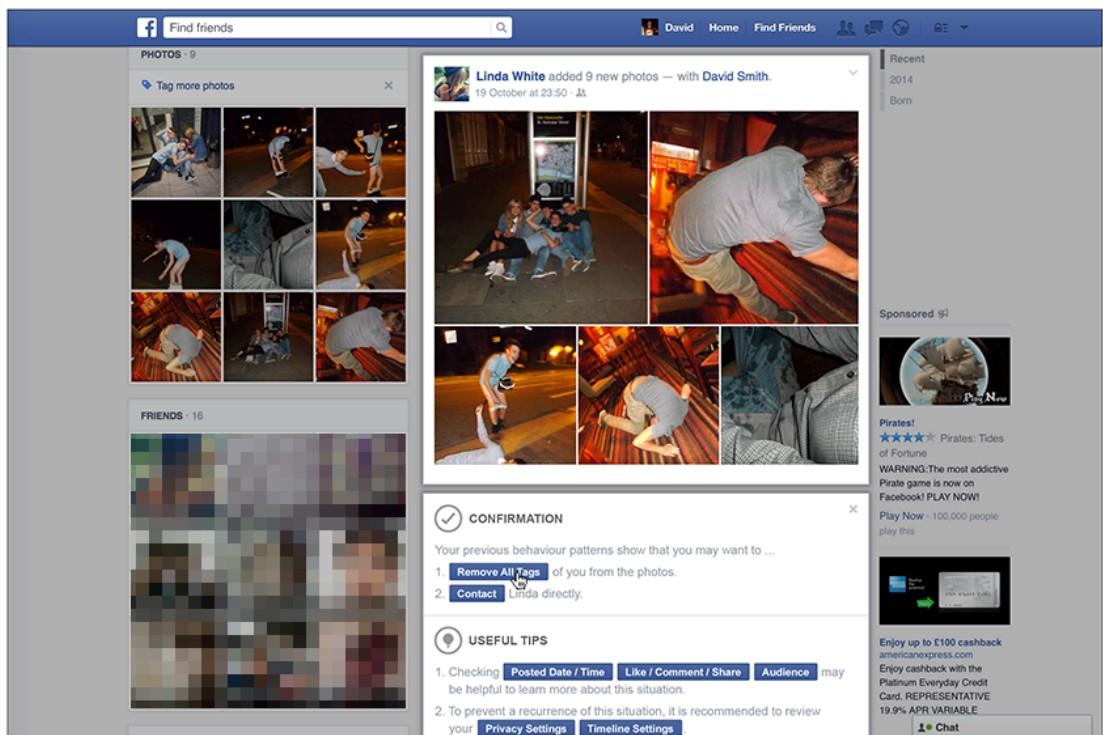 f
Find friends
David Home Find Friends
PHOTOS · 9
Tag more photos
Linda White added 9 new photos — with David Smith.
19 October at 23:50 ·
CONFIRMATION
Your previous behaviour patterns show that you may want to ...
1. Remove All Tags of you from the photos.
2. Contact Linda directly.
USEFUL TIPS
1. Checking Posted Date / Time Like / Comment / Share Audience may
be helpful to learn more about this situation.
2. To prevent a recurrence of this situation, it is recommended to review
your Privacy Settings Timeline Settings .
FRIENDS · 16
Recent
2014
Born
Sponsored
Play Now
Pirates!
Pirates: Tides
of Fortune
WARNING:The most addictive
Pirate game is now on
Facebook! PLAY NOW!
Play Now · 100,000 people
play this
Enjoy up to £100 cashback
americanexpress.com
Enjoy cashback with the
Platinum Everyday Credit
Card. REPRESENTATIVE
19.9% APR VARIABLE
1 Chat